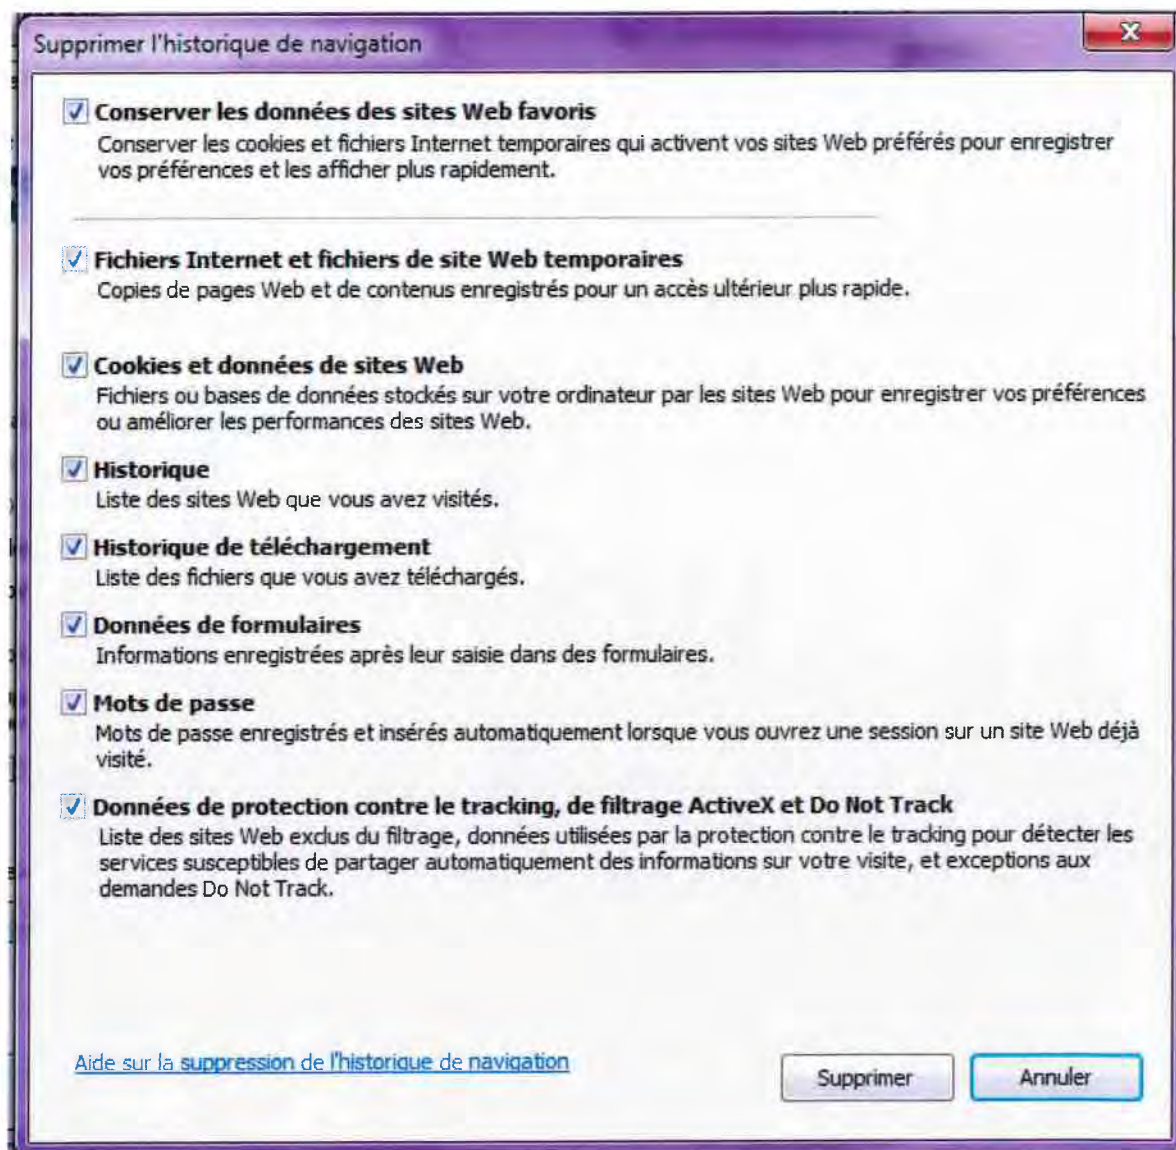 Supprimer l'historique de navigation
X
Conserver les données des sites Web favoris
Conserver les cookies et fichiers Internet temporaires qui activent vos sites Web préférés pour enregistrer
vos préférences et les afficher plus rapidement.
Fichiers Internet et fichiers de site Web temporaires
Copies de pages Web et de contenus enregistrés pour un accès ultérieur plus rapide.
Cookies et données de sites Web
Fichiers ou bases de données stockés sur votre ordinateur par les sites Web pour enregistrer vos préférences
ou améliorer les performances des sites Web.
Historique
Liste des sites Web que vous avez visités.
Historique de téléchargement
Liste des fichiers que vous avez téléchargés.
Données de formulaires
Informations enregistrées après leur saisie dans des formulaires.
Mots de passe
Mots de passe enregistrés et insérés automatiquement lorsque vous ouvrez une session sur un site Web déjà
visité.
Données de protection contre le tracking, de filtrage ActiveX et Do Not Track
Liste des sites Web exclus du filtrage, données utilisées par la protection contre le tracking pour détecter les
services susceptibles de partager automatiquement des informations sur votre visite, et exceptions aux
demandes Do Not Track.
Aide sur la suppression de l'historique de navigation
Supprimer
Annuler